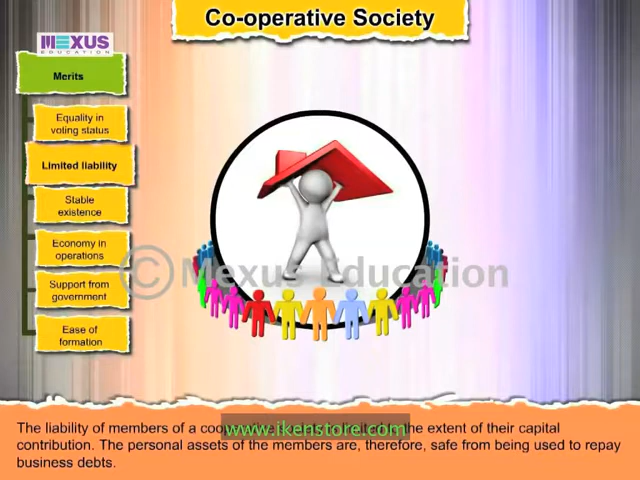 Co-operative Society
MEXUS
EDUCATION
Merits
Equality in
voting status
Limited liability
Stable
existence
Economy in
operations
Support from
government
Ease of
formation
© Mexus Education
The liability of members of a the extent of their capital
www.ikenstore.com
contribution. The personal assets of the members are, therefore, safe from being used to repay
business debts.